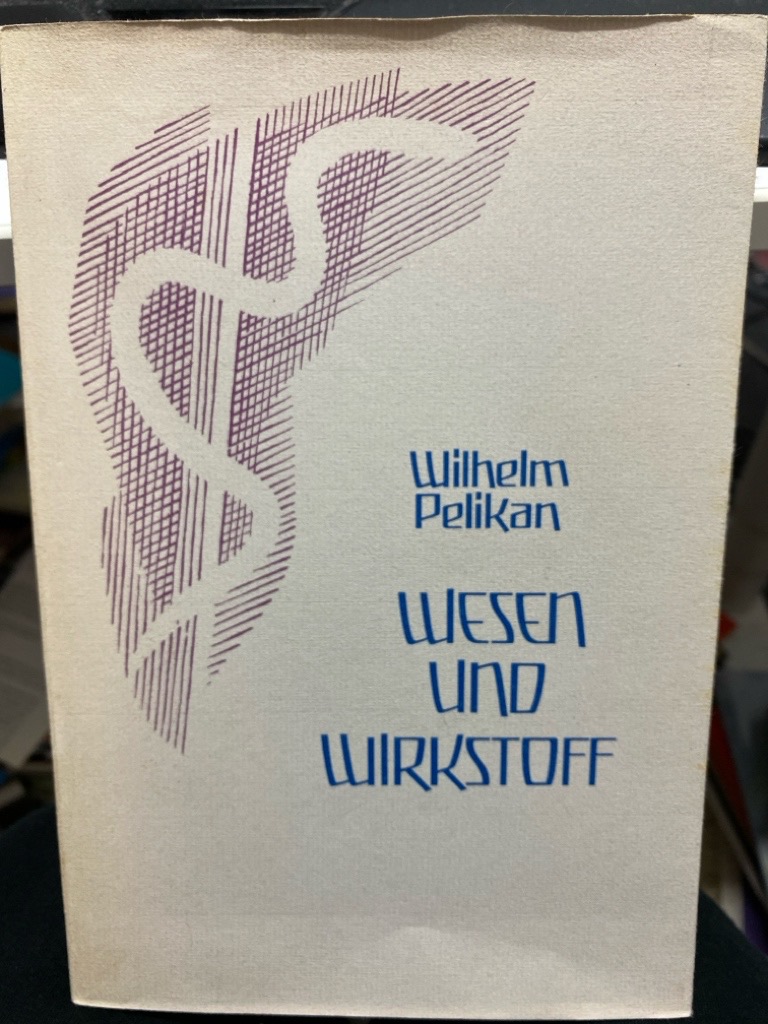 Wilhelm
Pelikan
WESEN
UND
WIRKSTOFF